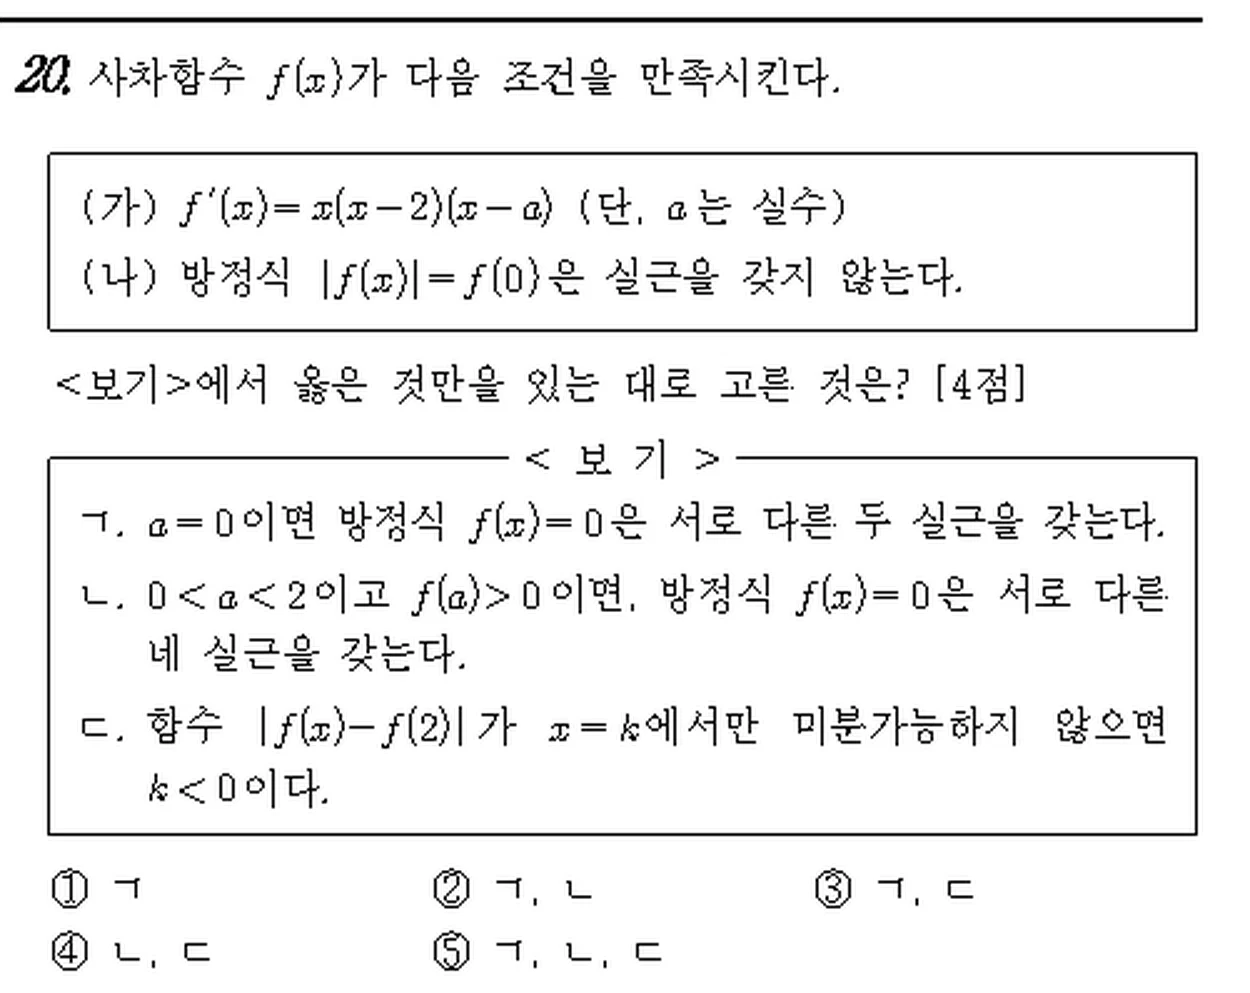 20. 사차함수 f(x)가 다음 조건을 만족시킨다.
(가) f′(x)= x(x−2)(x−a) (단, a는 실수)
(나) 방정식 |f(x)|=f(0)은 실근을 갖지 않는다.
<보기>에서 옳은 것만을 있는 대로 고른 것은? [4점]
< 보 기 >
ㄱ. a=0이면 방정식 f(x)=0은 서로 다른 두 실근을 갖는다.
ㄴ. 0<a<2이고 f(a)>0이면, 방정식 f(x)=0은 서로 다른
네 실근을 갖는다.
ㄷ. 함수 |f(x)−f(2)|가 x=k에서만 미분가능하지 않으면
k<0이다.
① ㄱ ② ㄱ, ㄴ ③ ㄱ, ㄷ
④ ㄴ, ㄷ ⑤ ㄱ, ㄴ, ㄷ